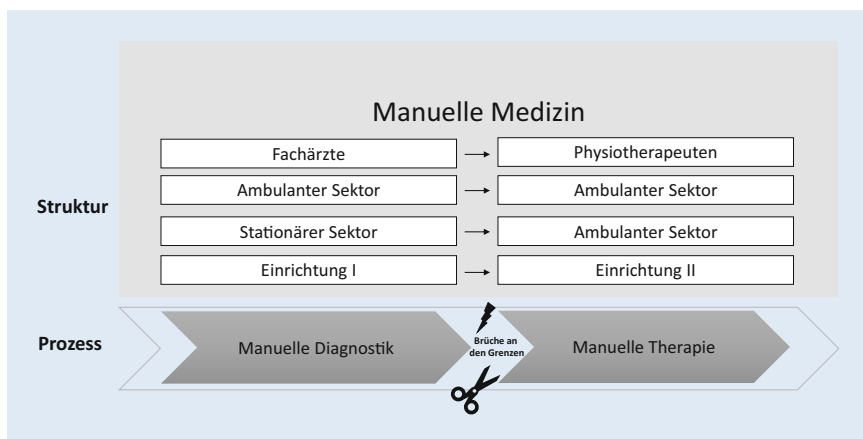 Manuelle Medizin
Fachärzte
Physiotherapeuten
Ambulanter Sektor
Ambulanter Sektor
Struktur
Stationärer Sektor
Ambulanter Sektor
Einrichtung I
Einrichtung II
Prozess
Manuelle Diagnostik
Brüche an
den Grenzen
Manuelle Therapie